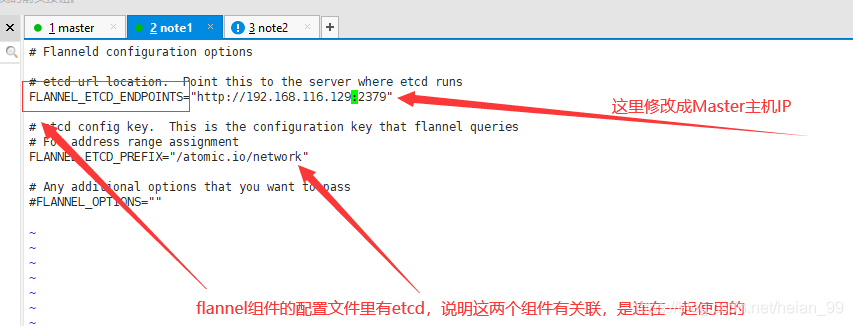 1 master
2 note1
3 note2
# Flanneld configuration options
# etcd url location.  Point this to the server where etcd runs
FLANNEL_ETCD_ENDPOINTS="http://192.168.116.129:2379"
这里修改成Master主机IP
# etcd config key.  This is the configuration key that flannel queries
# For address range assignment
FLANNEL_ETCD_PREFIX="/atomic.io/network"
# Any additional options that you want to pass
#FLANNEL_OPTIONS=""
~
~
~
~
~
~
~
flannel组件的配置文件里有etcd，说明这两个组件有关联，是连在一起使用的
net/heian_99